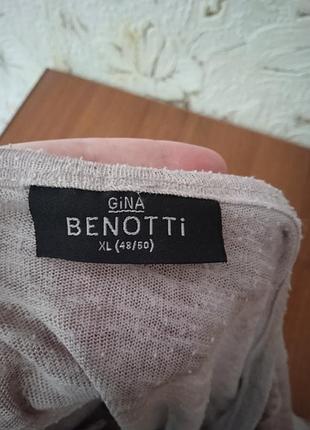 GiNA
BENOTTi
XL (48/50)